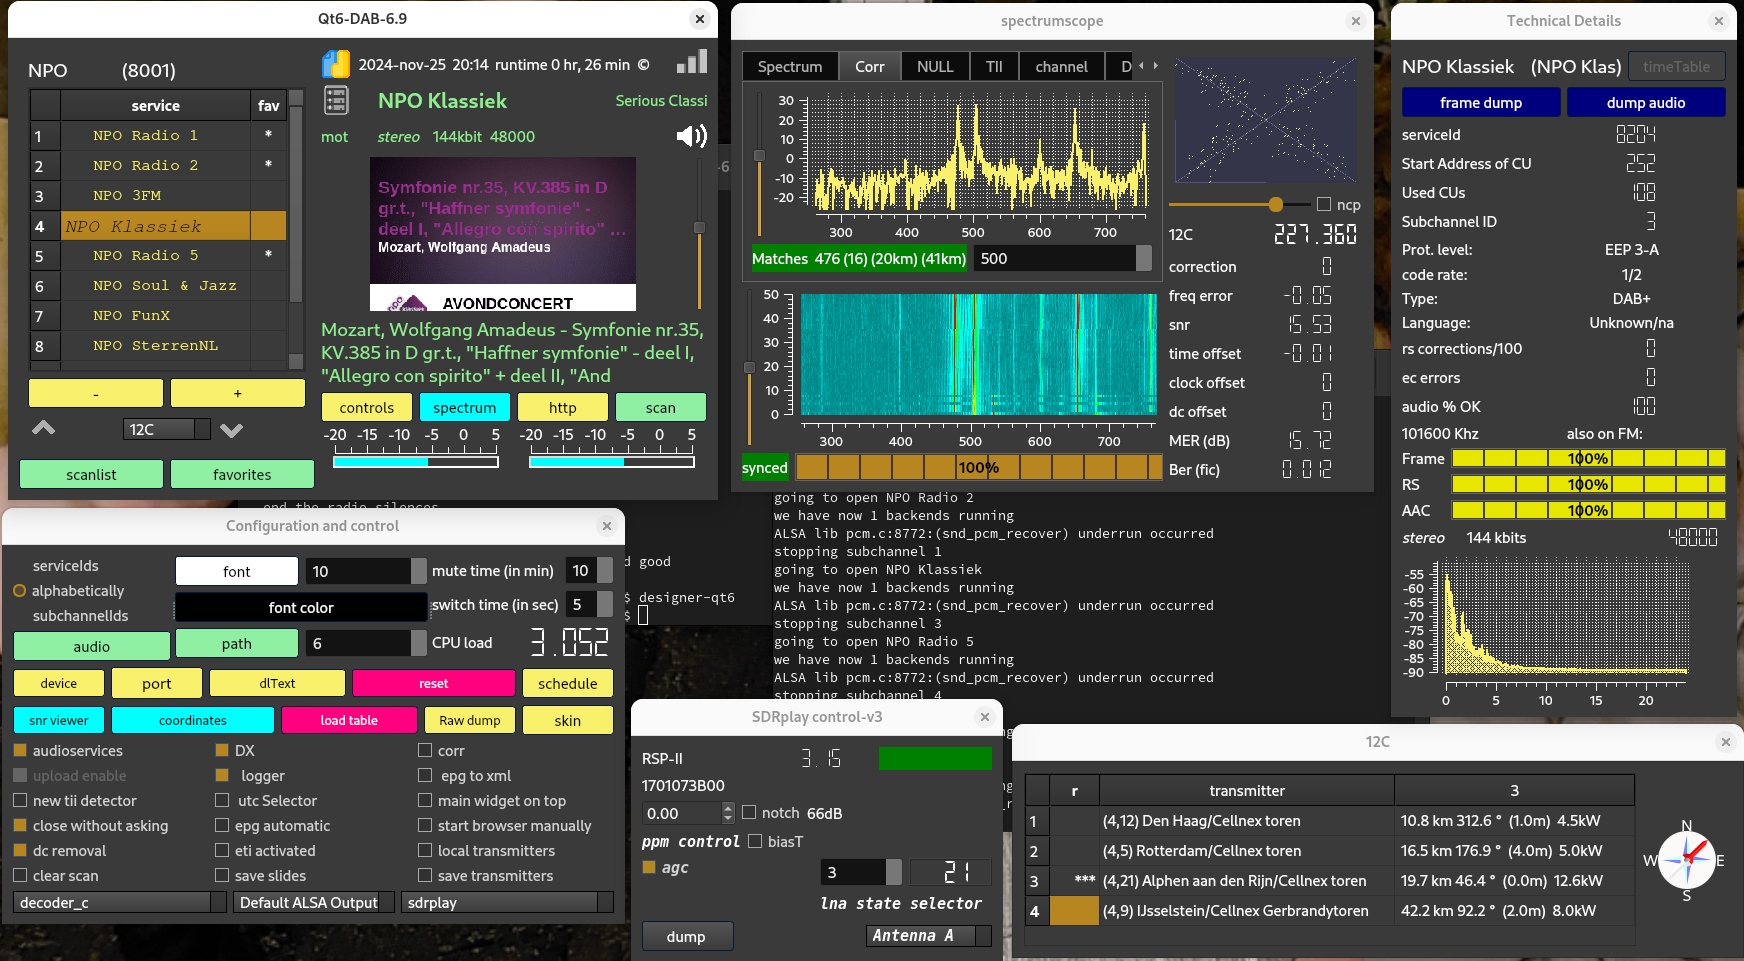 Qt6-DAB-6.9
NPO (8001)
service fav
1 NPO Radio 1 *
2 NPO Radio 2 *
3 NPO 3FM
4 NPO Klassiek
5 NPO Radio 5 *
6 NPO Soul & Jazz
7 NPO FunX
8 NPO SterrenNL
- +
12C
scanlist favorites
2024-nov-25 20:14 runtime 0 hr, 26 min ©
NPO Klassiek Serious Classi
mot stereo 144kbit 48000
Symfonie nr.35, KV.385 in D
gr.t., "Haffner symfonie" -
deel I, "Allegro con spirito" ...
Mozart, Wolfgang Amadeus
AVONDCONCERT
Mozart, Wolfgang Amadeus - Symfonie nr.35,
KV.385 in D gr.t., "Haffner symfonie" - deel I,
"Allegro con spirito" + deel II, "And
controls spectrum http scan
-20 -15 -10 -5 0 5 -20 -15 -10 -5 0 5
spectrumscope
Spectrum Corr NULL TII channel D
30
20
10
0
-10
-20
300 400 500 600 700
Matches 476 (16) (20km) (41km) 500
50
40
30
20
10
0
300 400 500 600 700
synced 100%
ncp
12C 227.360
correction 0
freq error -0.05
snr 15.53
time offset -0.01
clock offset 0
dc offset 0
MER (dB) 15.72
Ber (fic) 0.012
Technical Details
NPO Klassiek (NPO Klas) timeTable
frame dump dump audio
serviceId 8204
Start Address of CU 252
Used CUs 108
Subchannel ID 3
Prot. level: EEP 3-A
code rate: 1/2
Type: DAB+
Language: Unknown/na
rs corrections/100 0
ec errors 0
audio % OK 100
101600 Khz also on FM:
Frame 100%
RS 100%
AAC 100%
stereo 144 kbits 48000
-55
-60
-65
-70
-75
-80
-85
-90
0 5 10 15 20
-6
end the radio silences
d good
$ designer-qt6
$
going to open NPO Radio 2
we have now 1 backends running
ALSA lib pcm.c:8772:(snd_pcm_recover) underrun occurred
stopping subchannel 1
going to open NPO Klassiek
we have now 1 backends running
ALSA lib pcm.c:8772:(snd_pcm_recover) underrun occurred
stopping subchannel 3
going to open NPO Radio 5
we have now 1 backends running
ALSA lib pcm.c:8772:(snd_pcm_recover) underrun occurred
stopping subchannel 4
Configuration and control
serviceIds
alphabetically
subchannelIds
font 10 mute time (in min) 10
font color switch time (in sec) 5
audio path 6 CPU load 3.052
device port dlText reset schedule
snr viewer coordinates load table Raw dump skin
audioservices DX corr
upload enable logger epg to xml
new tii detector utc Selector main widget on top
close without asking epg automatic start browser manually
dc removal eti activated local transmitters
clear scan save slides save transmitters
decoder_c Default ALSA Output sdrplay
SDRplay control-v3
RSP-II 3.15
1701073B00
0.00 notch 66dB
ppm control biasT
agc
3 21
lna state selector
dump Antenna A
12C
r transmitter 3
1 (4,12) Den Haag/Cellnex toren 10.8 km 312.6 ° (1.0m) 4.5kW
2 (4,5) Rotterdam/Cellnex toren 16.5 km 176.9 ° (4.0m) 5.0kW
3 *** (4,21) Alphen aan den Rijn/Cellnex toren 19.7 km 46.4 ° (0.0m) 12.6kW
4 (4,9) IJsselstein/Cellnex Gerbrandytoren 42.2 km 92.2 ° (2.0m) 8.0kW
N
W E
S